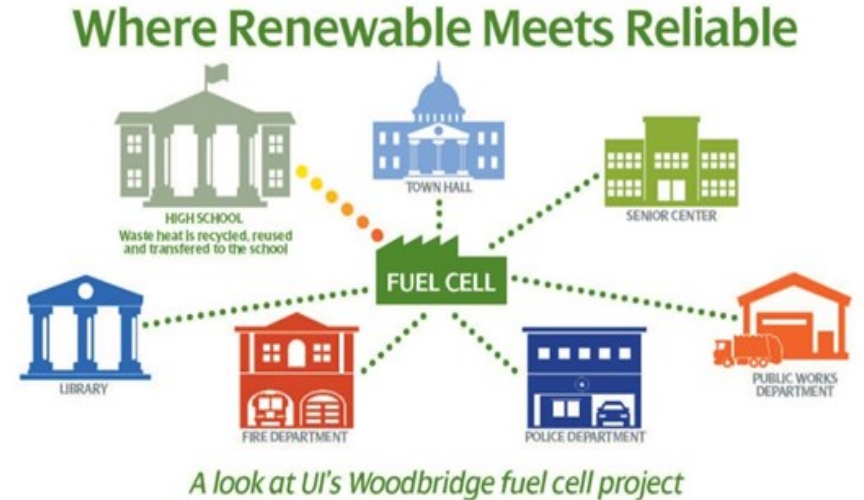 Where Renewable Meets Reliable
HIGH SCHOOL
Waste heat is recycled, reused
and transfered to the school
TOWN HALL
SENIOR CENTER
FUEL CELL
LIBRARY
FIRE DEPARTMENT
POLICE DEPARTMENT
PUBLIC WORKS
DEPARTMENT
A look at UI's Woodbridge fuel cell project